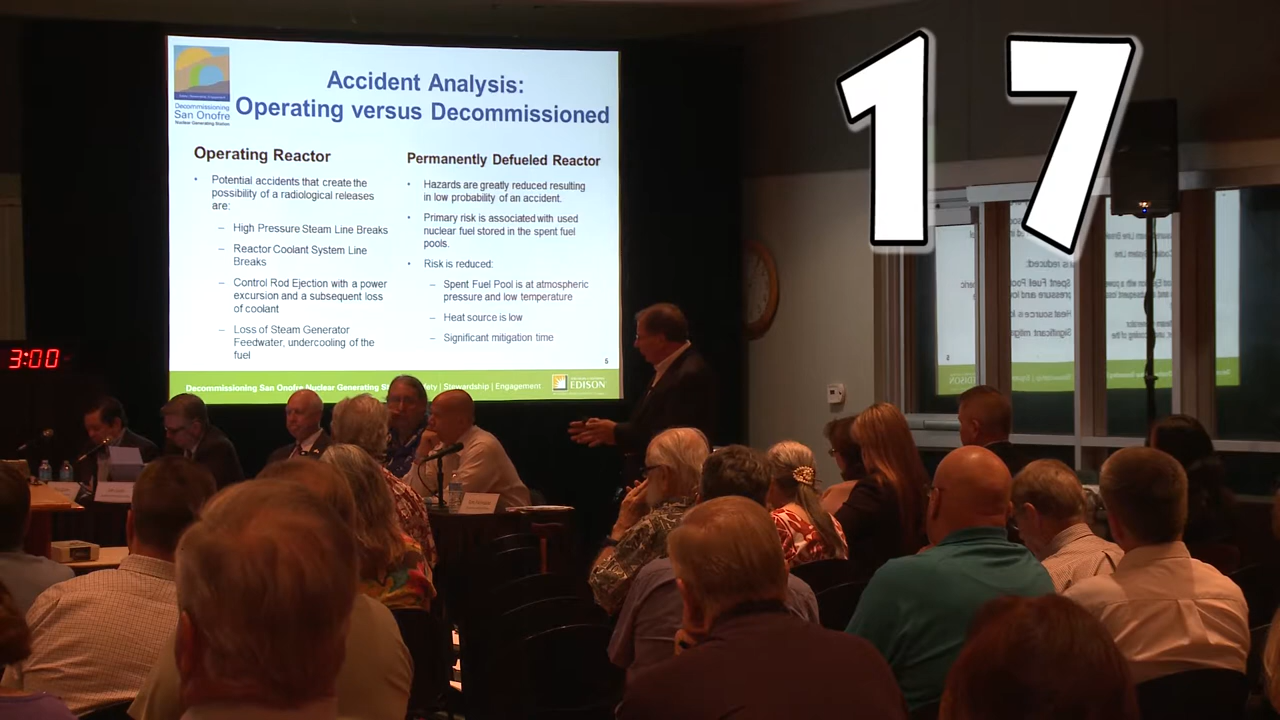 17
Accident Analysis:
Operating versus Decommissioned
Decommissioning
San Onofre
Nuclear Generating Station
Operating Reactor
• Potential accidents that create the
possibility of a radiological releases
are:
– High Pressure Steam Line Breaks
– Reactor Coolant System Line
Breaks
– Control Rod Ejection with a power
excursion and a subsequent loss
of coolant
– Loss of Steam Generator
Feedwater, undercooling of the
fuel
Permanently Defueled Reactor
• Hazards are greatly reduced resulting
in low probability of an accident.
• Primary risk is associated with used
nuclear fuel stored in the spent fuel
pools.
• Risk is reduced:
– Spent Fuel Pool is at atmospheric
pressure and low temperature
– Heat source is low
– Significant mitigation time
5
Decommissioning San Onofre Nuclear Generating | Stewardship | Engagement
EDISON
3:00